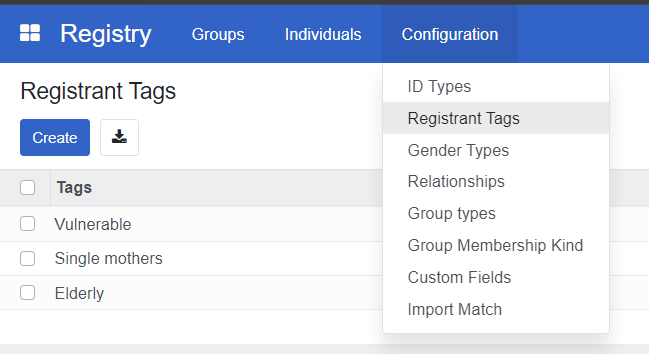 Registry Groups Individuals Configuration
Registrant Tags
Create
Tags
Vulnerable
Single mothers
Elderly
ID Types
Registrant Tags
Gender Types
Relationships
Group types
Group Membership Kind
Custom Fields
Import Match